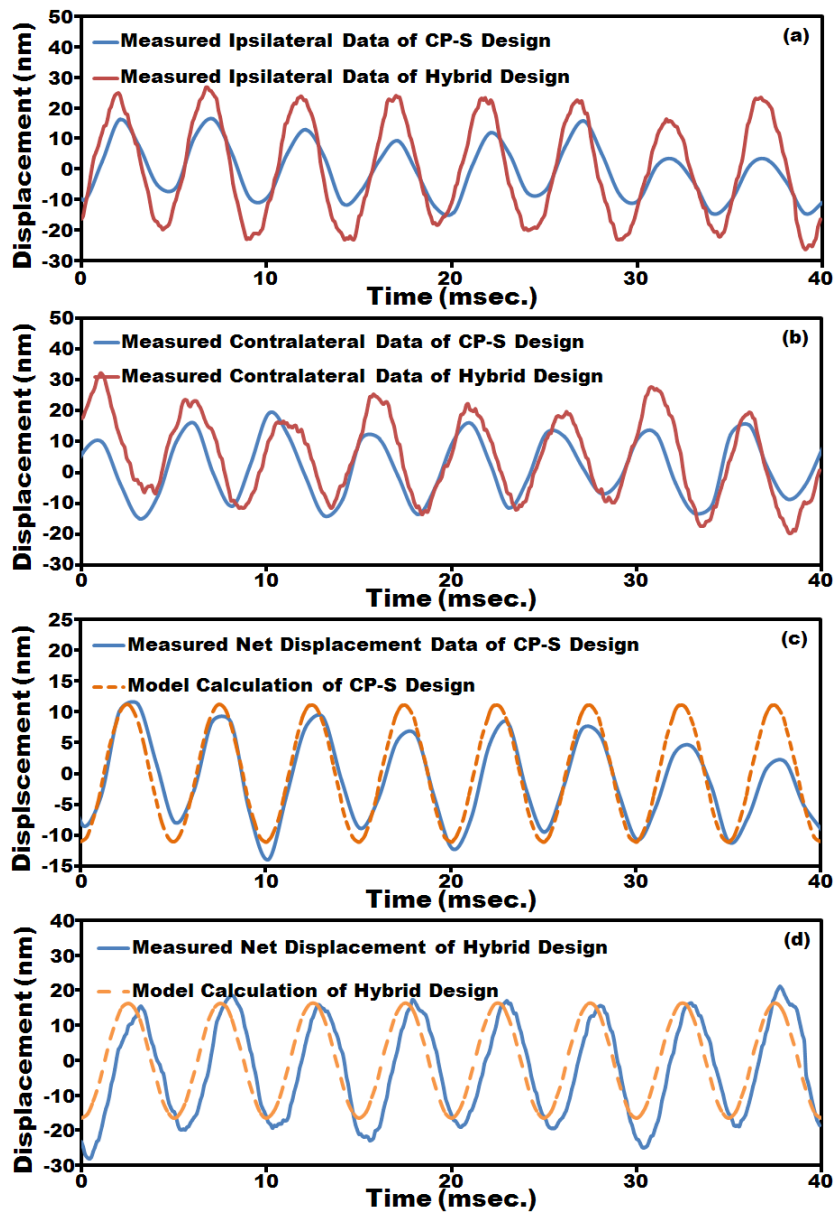 50
40
30
20
10
0
-10
-20
-30
Displacement (nm)
Measured Ipsilateral Data of CP-S Design
Measured Ipsilateral Data of Hybrid Design
(a)
0 10 20 30 40
Time (msec.)
50
40
30
20
10
0
-10
-20
-30
Displacement (nm)
Measured Contralateral Data of CP-S Design
Measured Contralateral Data of Hybrid Design
(b)
0 10 20 30 40
Time (msec.)
25
20
15
10
5
0
-5
-10
-15
Displscement (nm)
Measured Net Displacement Data of CP-S Design
Model Calculation of CP-S Design
(c)
0 10 20 30 40
Time (msec.)
40
30
20
10
0
-10
-20
-30
Displacement (nm)
Measured Net Displacement of Hybrid Design
Model Calculation of Hybrid Design
(d)
0 10 20 30 40
Time (msec.)